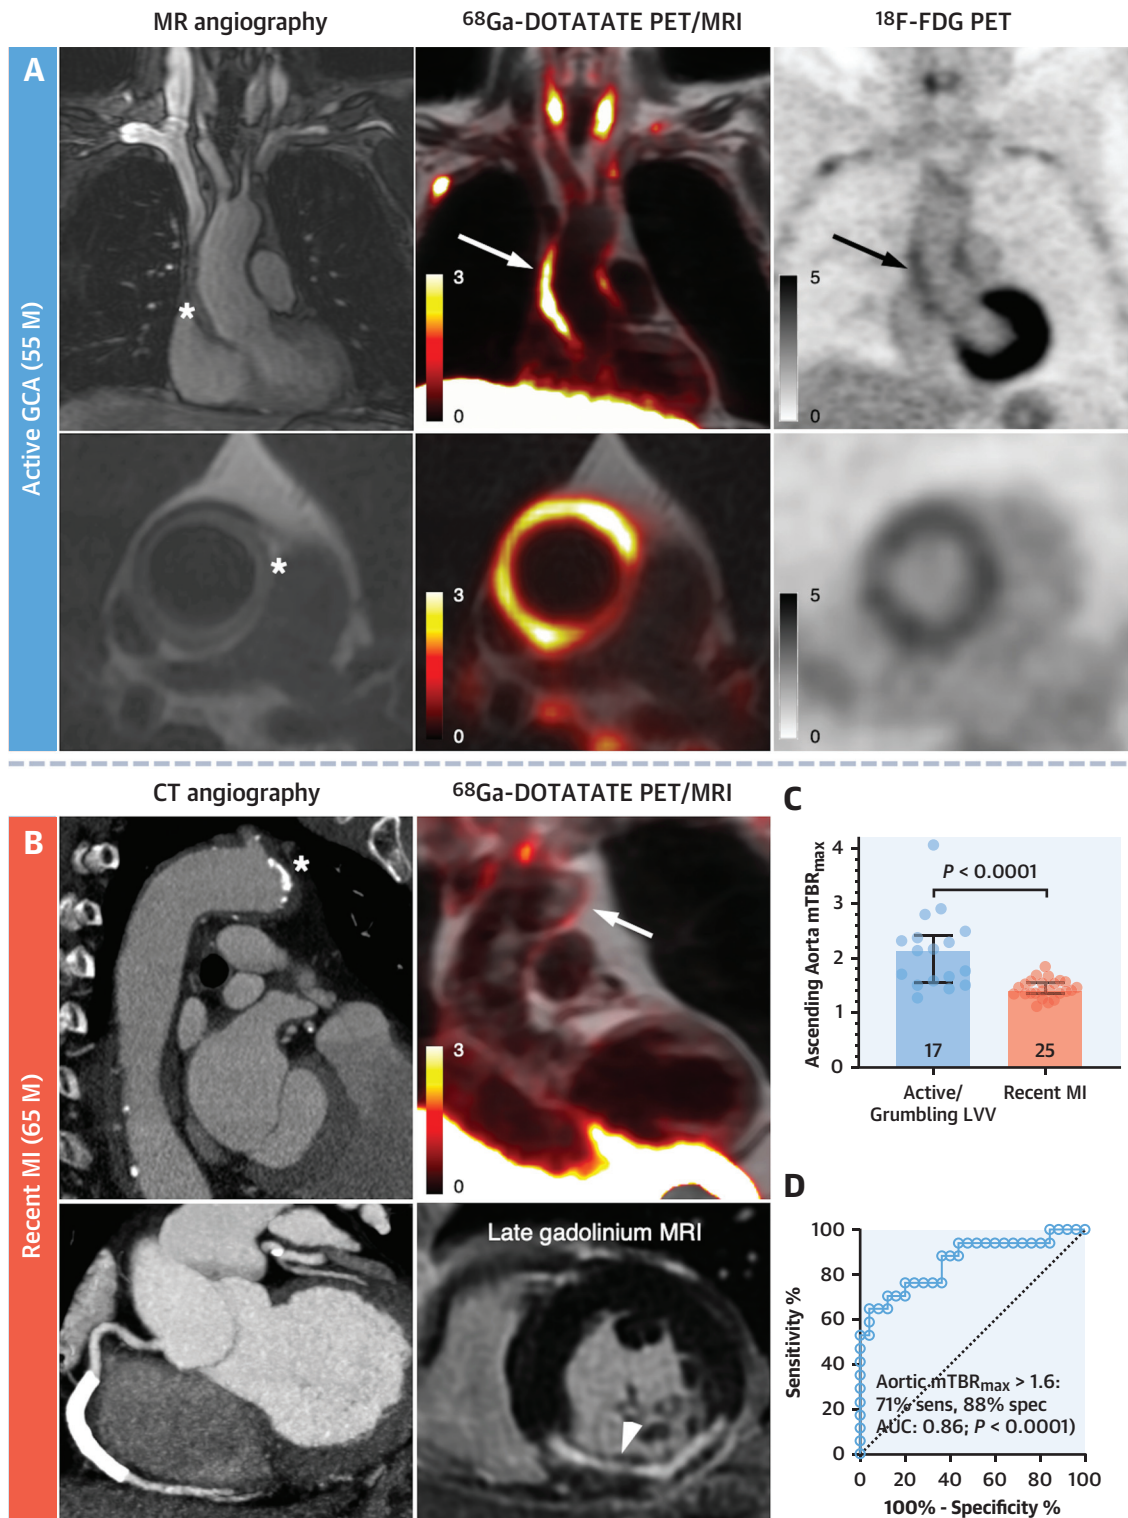 MR angiography
⁶⁸Ga-DOTATATE PET/MRI
¹⁸F-FDG PET
A
Active GCA (55 M)
*
3
0
5
0
*
3
0
5
0
CT angiography
⁶⁸Ga-DOTATATE PET/MRI
B
Recent MI (65 M)
*
3
0
Late gadolinium MRI
C
Ascending Aorta mTBRmax
4
3
2
1
0
P < 0.0001
17
25
Active/
Grumbling LVV
Recent MI
D
Sensitivity %
100
80
60
40
20
0
Aortic mTBRmax > 1.6:
71% sens, 88% spec
AUC: 0.86; P < 0.0001)
0 20 40 60 80 100
100% - Specificity %